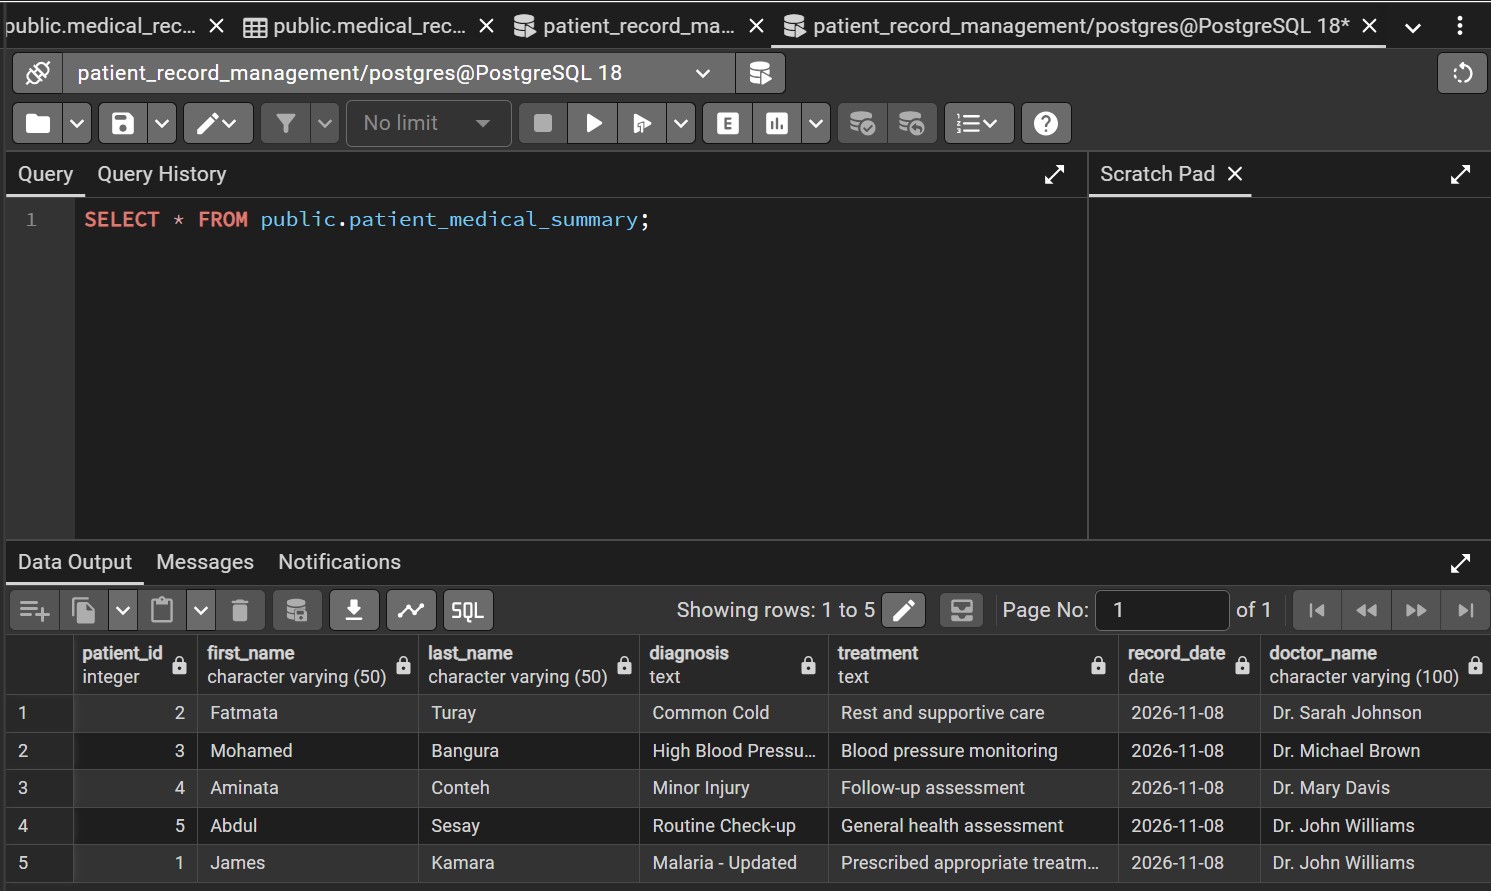 public.medical_rec...
public.medical_rec...
patient_record_ma...
patient_record_management/postgres@PostgreSQL 18*
patient_record_management/postgres@PostgreSQL 18
No limit
E
Query
Query History
Scratch Pad
1
SELECT * FROM public.patient_medical_summary;
Data Output
Messages
Notifications
SQL
Showing rows: 1 to 5
Page No:
1
of 1
patient_id integer
first_name character varying (50)
last_name character varying (50)
diagnosis text
treatment text
record_date date
doctor_name character varying (100)
1 2 Fatmata Turay Common Cold Rest and supportive care 2026-11-08 Dr. Sarah Johnson
2 3 Mohamed Bangura High Blood Pressu... Blood pressure monitoring 2026-11-08 Dr. Michael Brown
3 4 Aminata Conteh Minor Injury Follow-up assessment 2026-11-08 Dr. Mary Davis
4 5 Abdul Sesay Routine Check-up General health assessment 2026-11-08 Dr. John Williams
5 1 James Kamara Malaria - Updated Prescribed appropriate treatm... 2026-11-08 Dr. John Williams